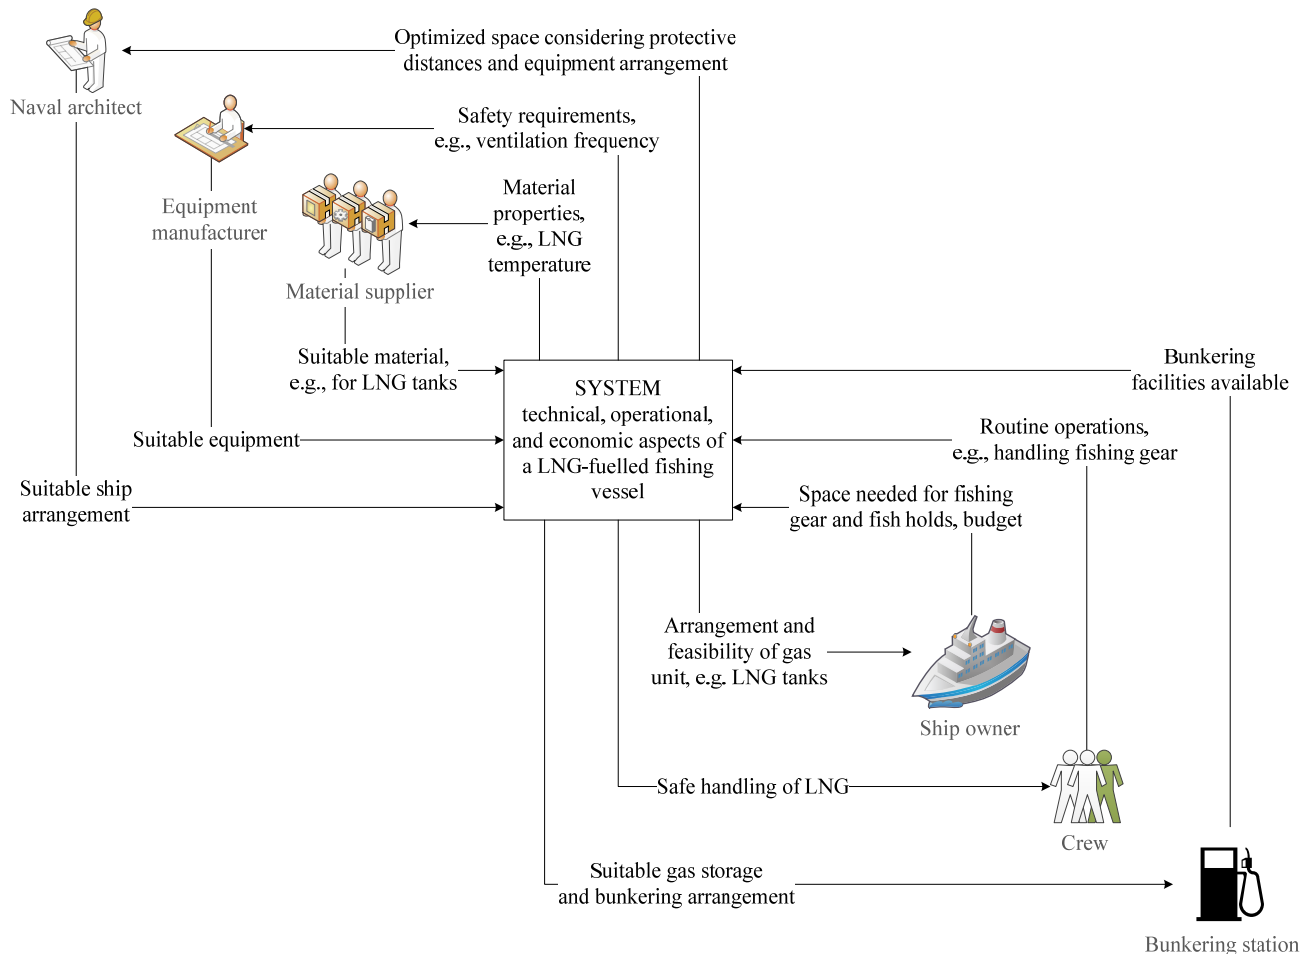 Optimized space considering protective
distances and equipment arrangement
Naval architect
Safety requirements,
e.g., ventilation frequency
Equipment
manufacturer
Material
properties,
e.g., LNG
temperature
Material supplier
Suitable material,
e.g., for LNG tanks
Suitable equipment
Suitable ship
arrangement
SYSTEM
technical, operational,
and economic aspects of
a LNG-fuelled fishing
vessel
Bunkering
facilities available
Routine operations,
e.g., handling fishing gear
Space needed for fishing
gear and fish holds, budget
Arrangement and
feasibility of gas
unit, e.g. LNG tanks
Ship owner
Safe handling of LNG
Crew
Suitable gas storage
and bunkering arrangement
Bunkering station